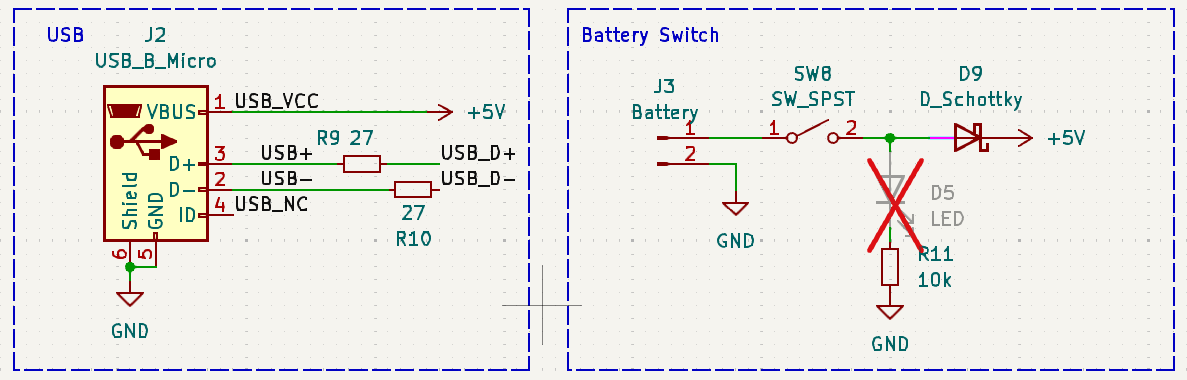 USB
J2
USB_B_Micro
VBUS
1
USB_VCC
+5V
R9 27
D+
3
USB+
USB_D+
D-
2
USB-
USB_D-
ID
4
USB_NC
27
R10
Shield
GND
6
5
GND
Battery Switch
J3
Battery
1
2
GND
SW8
SW_SPST
1
2
D9
D_Schottky
+5V
D5
LED
R11
10k
GND